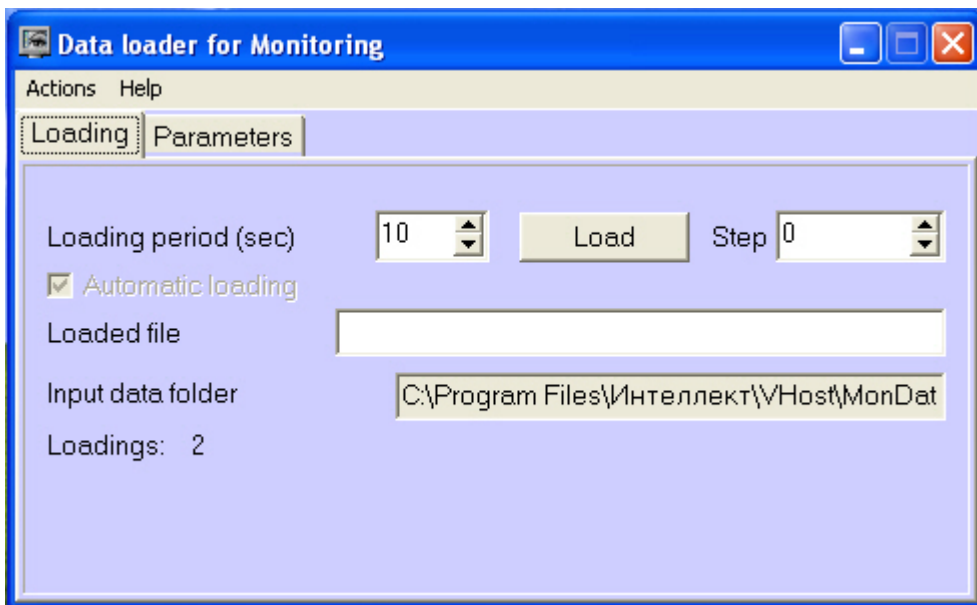 Data loader for Monitoring
Actions Help
Loading Parameters
Loading period (sec) 10 Load Step 0
Automatic loading
Loaded file
Input data folder C:\Program Files\Интеллект\VHost\MonDat
Loadings: 2